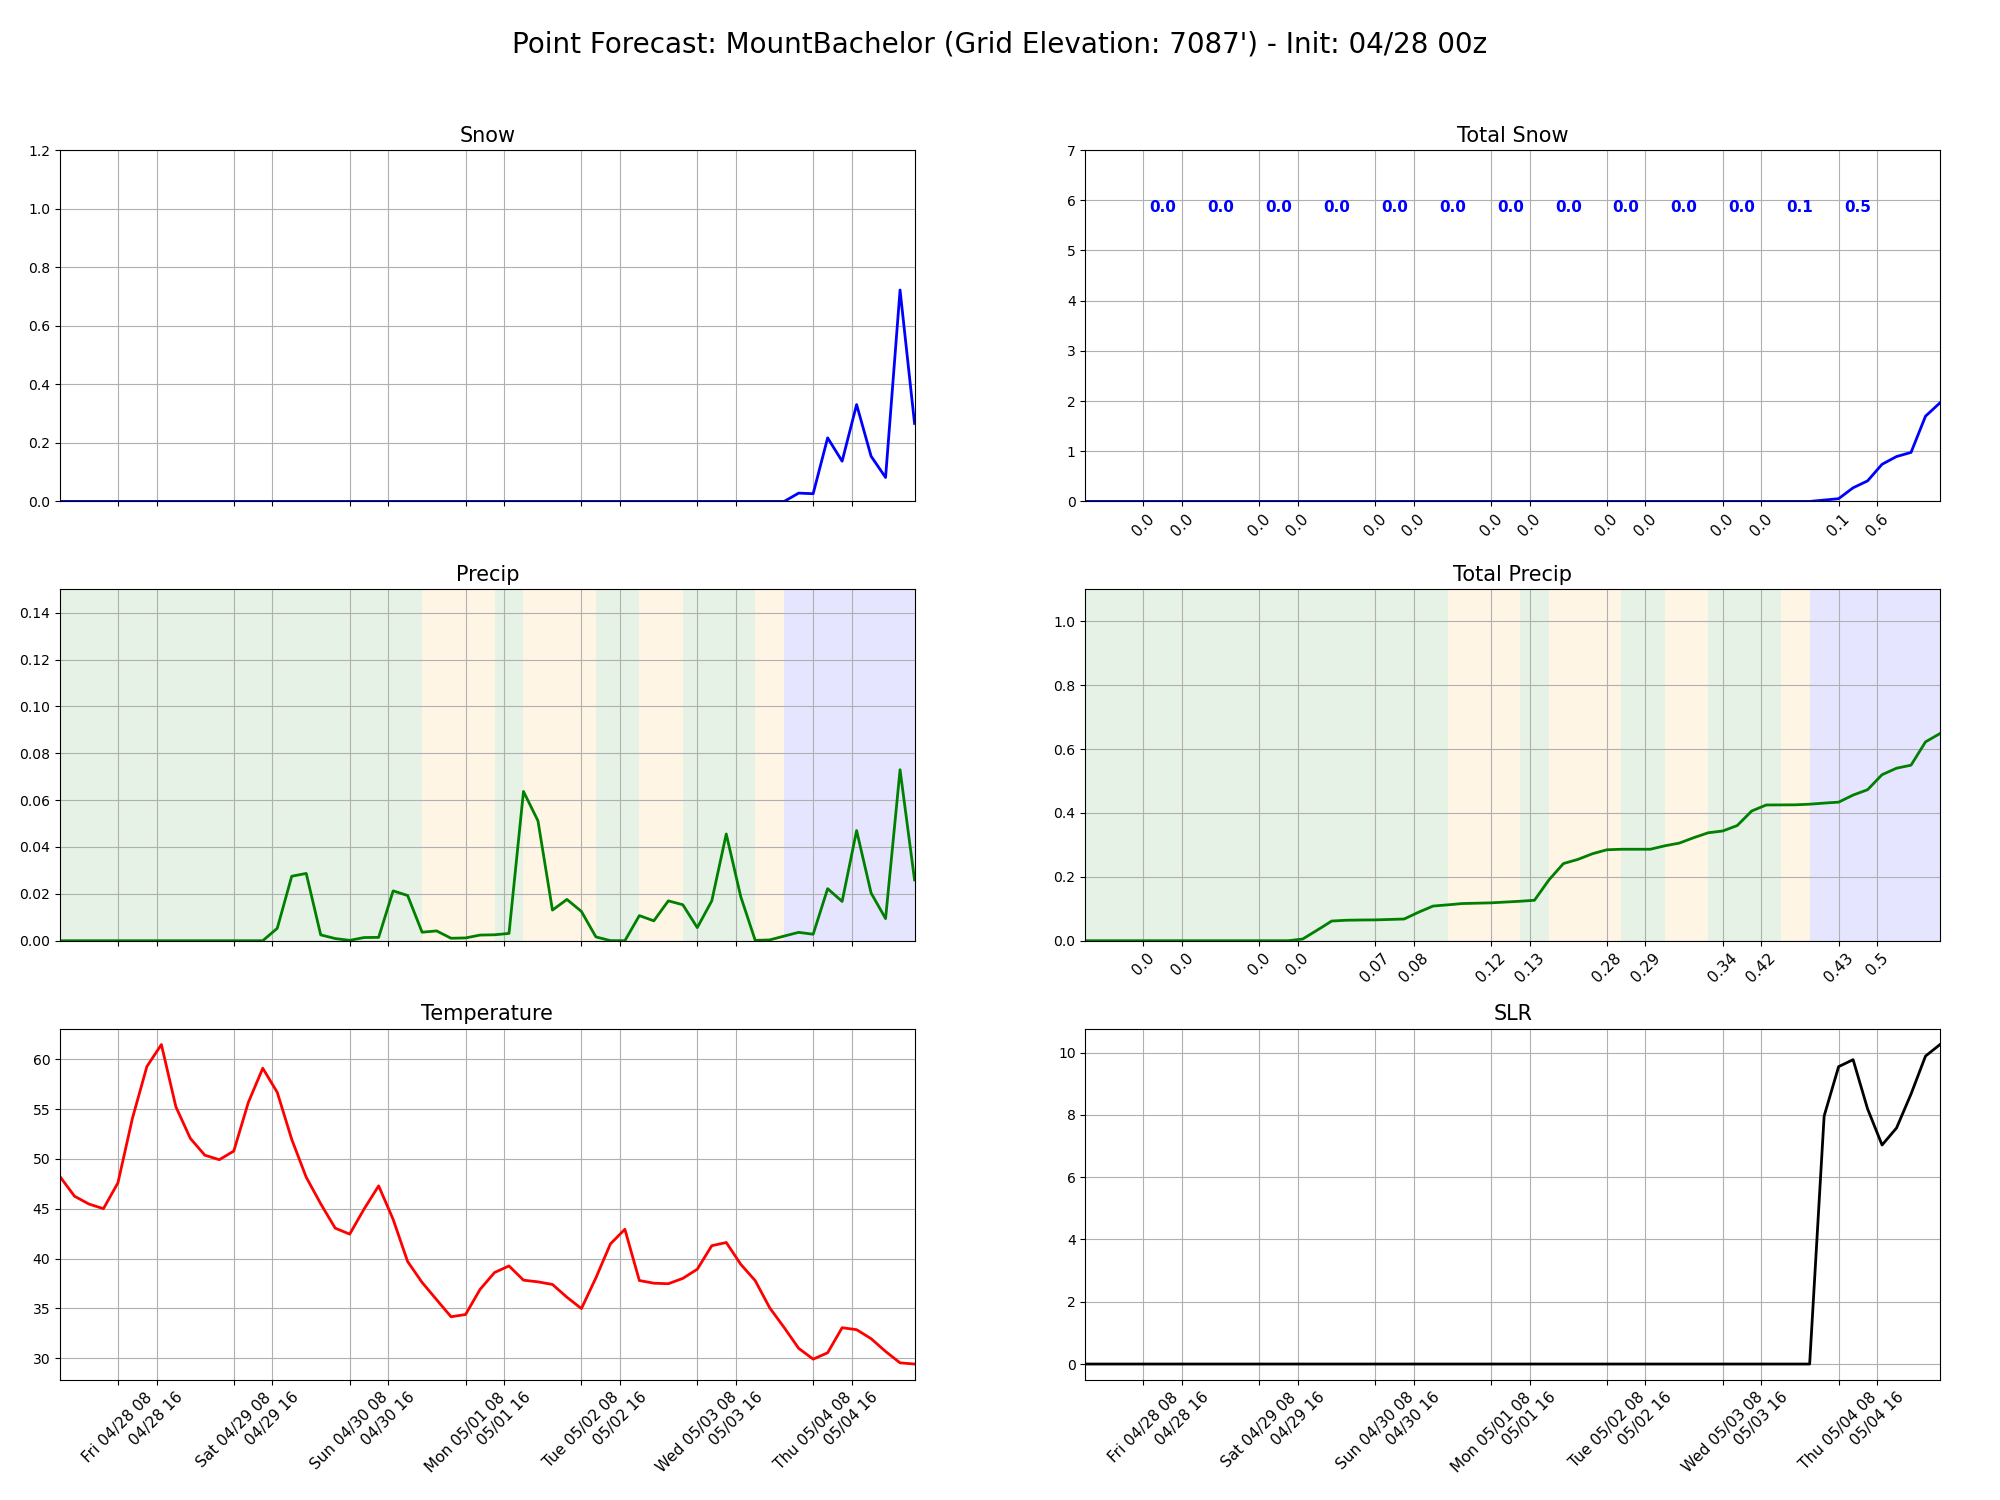 Point Forecast: MountBachelor (Grid Elevation: 7087') - Init: 04/28 00z
Snow
1.2
1.0
0.8
0.6
0.4
0.2
0.0
Total Snow
7
6
5
4
3
2
1
0
0.0 0.0 0.0 0.0 0.0 0.0 0.0 0.0 0.0 0.0 0.0 0.1 0.5
0.0 0.0 0.0 0.0 0.0 0.0 0.0 0.0 0.0 0.0 0.0 0.0 0.1 0.6
Precip
0.14
0.12
0.10
0.08
0.06
0.04
0.02
0.00
Total Precip
1.0
0.8
0.6
0.4
0.2
0.0
0.0 0.0 0.0 0.0 0.07 0.08 0.12 0.13 0.28 0.29 0.34 0.42 0.43 0.5
Temperature
60
55
50
45
40
35
30
Fri 04/28 08
04/28 16
Sat 04/29 08
04/29 16
Sun 04/30 08
04/30 16
Mon 05/01 08
05/01 16
Tue 05/02 08
05/02 16
Wed 05/03 08
05/03 16
Thu 05/04 08
05/04 16
SLR
10
8
6
4
2
0
Fri 04/28 08
04/28 16
Sat 04/29 08
04/29 16
Sun 04/30 08
04/30 16
Mon 05/01 08
05/01 16
Tue 05/02 08
05/02 16
Wed 05/03 08
05/03 16
Thu 05/04 08
05/04 16